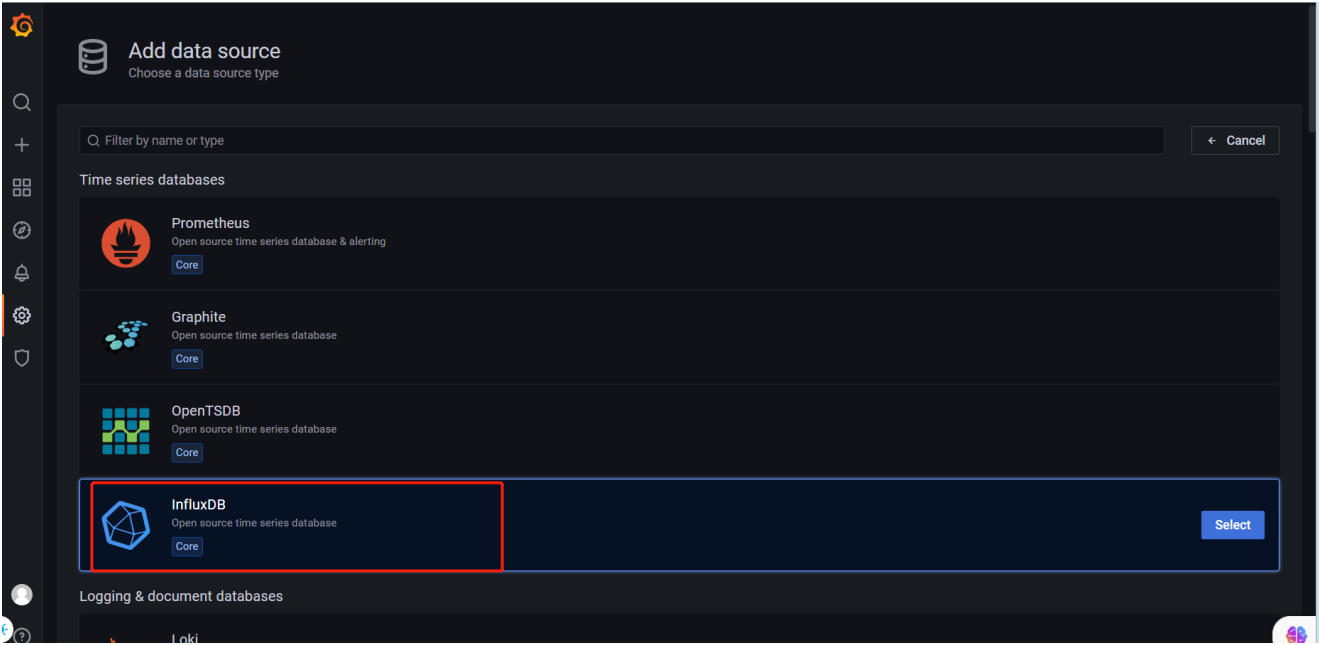 Add data source
Choose a data source type
Filter by name or type
Cancel
Time series databases
Prometheus
Open source time series database & alerting
Core
Graphite
Open source time series database
Core
OpenTSDB
Open source time series database
Core
InfluxDB
Open source time series database
Core
Select
Logging & document databases
Loki